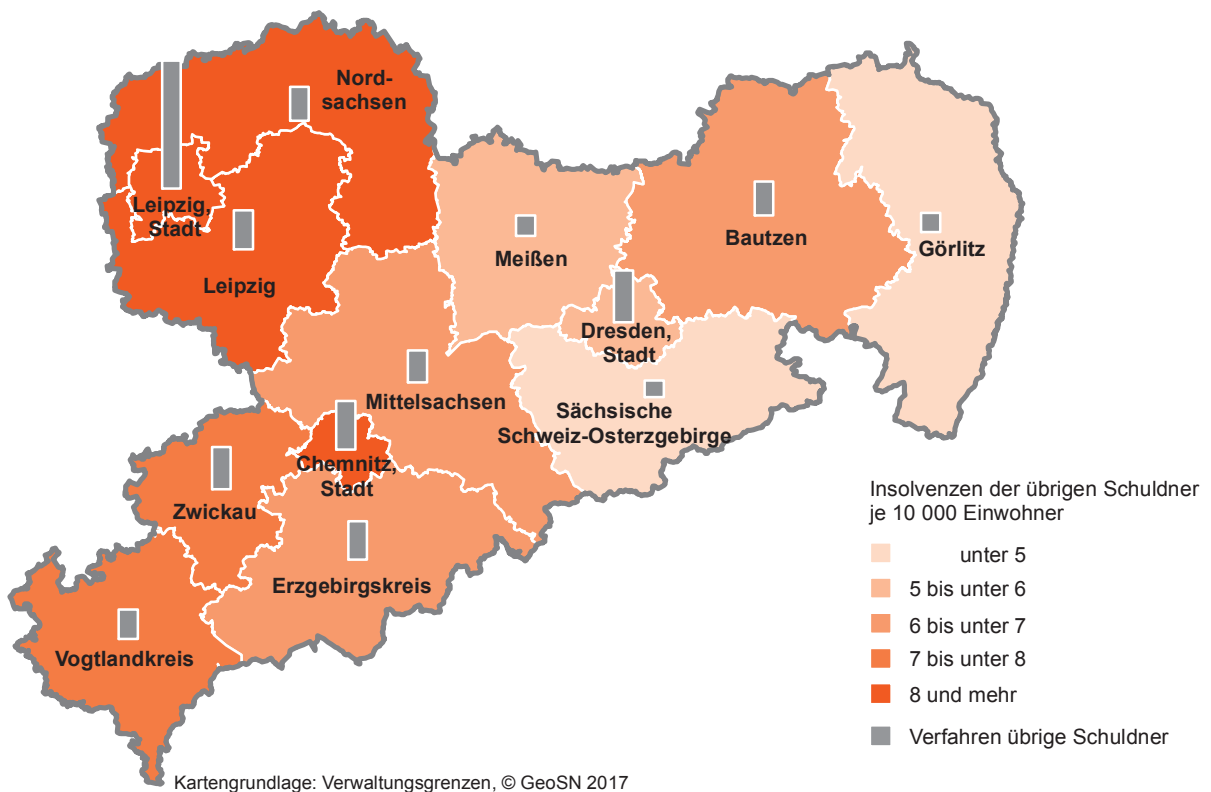 Nord-
sachsen
Leipzig,
Stadt
Leipzig
Meißen
Bautzen
Görlitz
Dresden,
Stadt
Mittelsachsen
Sächsische
Schweiz-Osterzgebirge
Chemnitz,
Stadt
Zwickau
Erzgebirgskreis
Vogtlandkreis
Insolvenzen der übrigen Schuldner
je 10 000 Einwohner
unter 5
5 bis unter 6
6 bis unter 7
7 bis unter 8
8 und mehr
Verfahren übrige Schuldner
Kartengrundlage: Verwaltungsgrenzen, © GeoSN 2017